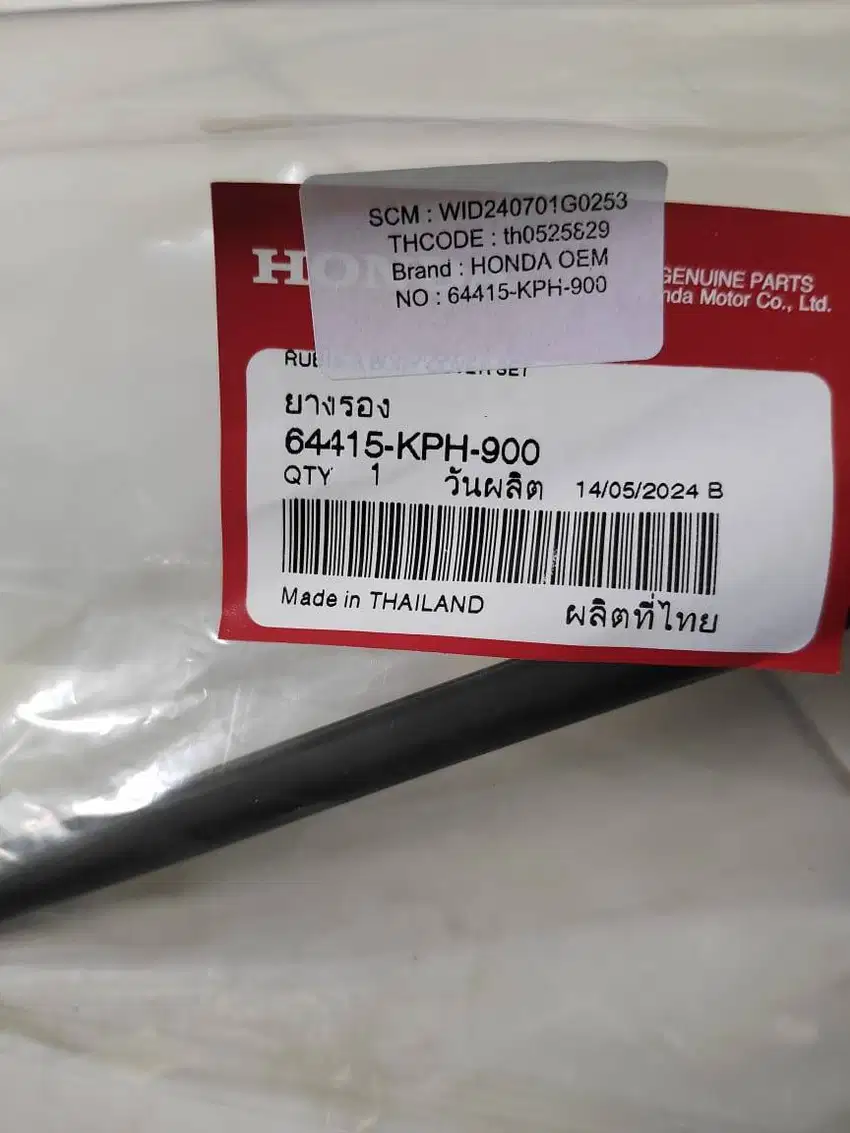 SCM : WID240701G0253
THCODE : th0525829
Brand : HONDA OEM
NO : 64415-KPH-900
GENUINE PARTS
Motor Co., Ltd.
ยางรอง
64415-KPH-900
QTY 1 วันผลิต 14/05/2024 B
Made in THAILAND ผลิตที่ไทย